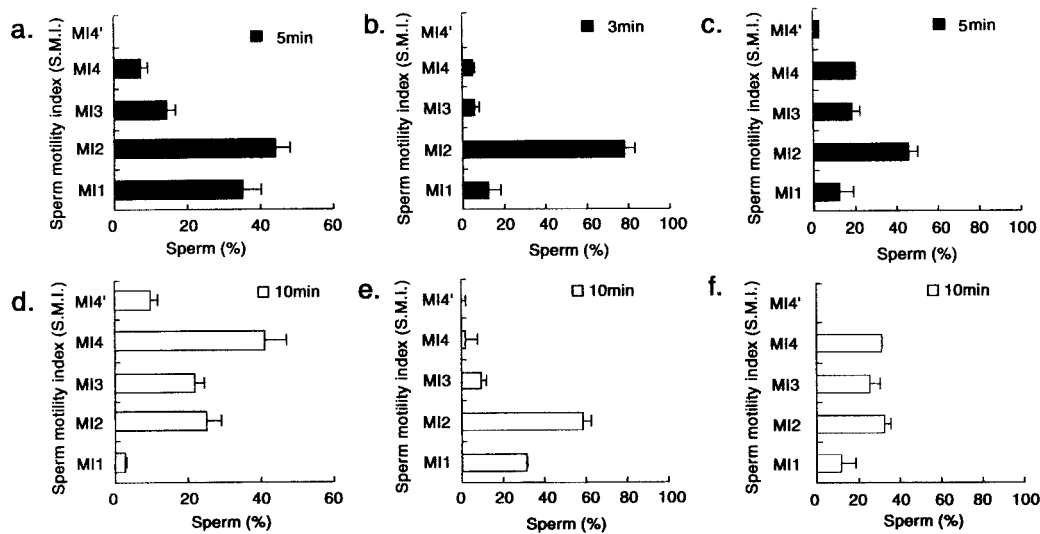 a.
Sperm motility index (S.M.I.)
MI4'
MI4
MI3
MI2
MI1
5min
0 20 40 60
Sperm (%)
b.
Sperm motility index (S.M.I.)
MI4'
MI4
MI3
MI2
MI1
3min
0 20 40 60 80 100
Sperm (%)
c.
Sperm motility index (S.M.I.)
MI4'
MI4
MI3
MI2
MI1
5min
0 20 40 60 80 100
Sperm (%)
d.
Sperm motility index (S.M.I.)
MI4'
MI4
MI3
MI2
MI1
10min
0 20 40 60
Sperm (%)
e.
Sperm motility index (S.M.I.)
MI4'
MI4
MI3
MI2
MI1
10min
0 20 40 60 80 100
Sperm (%)
f.
Sperm motility index (S.M.I.)
MI4'
MI4
MI3
MI2
MI1
10min
0 20 40 60 80 100
Sperm (%)